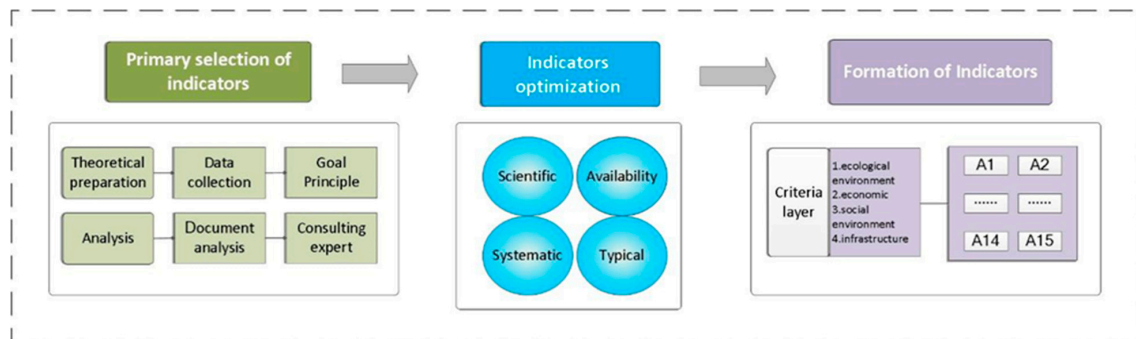 Primary selection of
indicators
Indicators
optimization
Formation of Indicators
Theoretical
preparation
Data
collection
Goal
Principle
Analysis
Document
analysis
Consulting
expert
Scientific
Availability
Systematic
Typical
Criteria
layer
1.ecological
environment
2.economic
3.social
environment
4.infrastructure
A1
A2
......
......
A14
A15